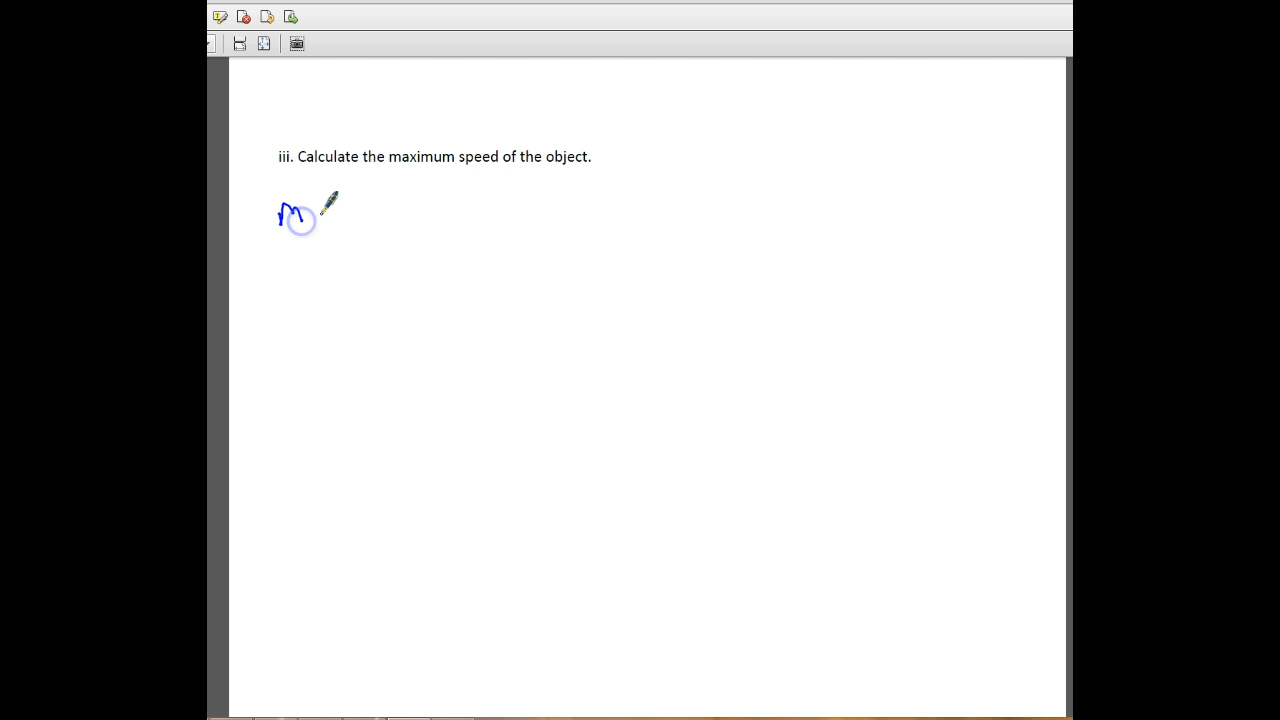 iii. Calculate the maximum speed of the object.
m